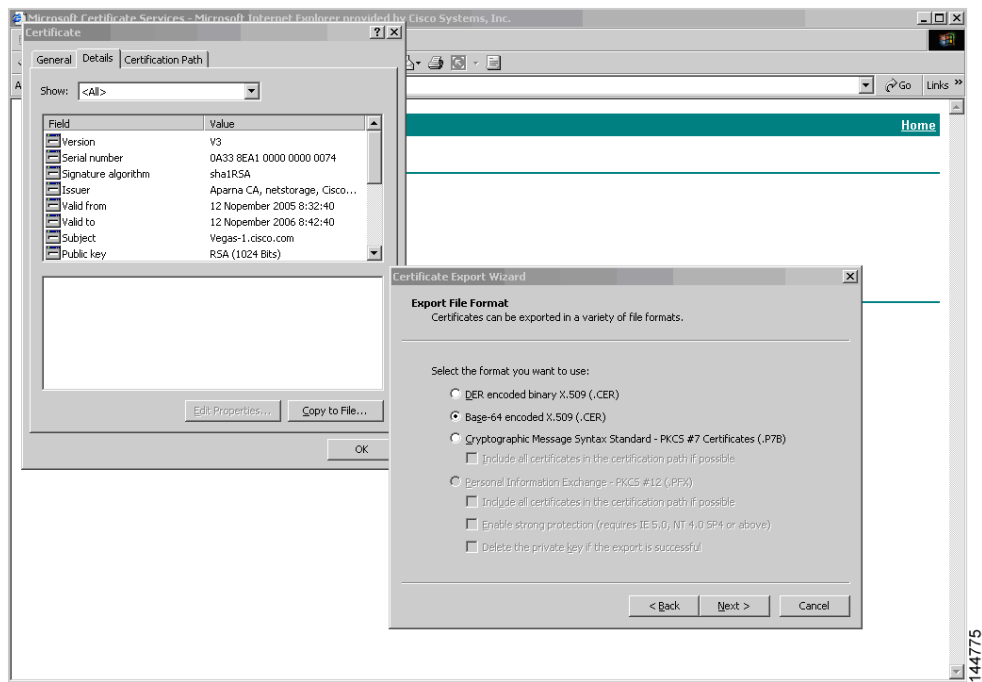 Microsoft Certificate Services - Microsoft Internet Explorer provided by Cisco Systems, Inc.
Certificate
General Details Certification Path
Show: <All>
Field Value
Version V3
Serial number 0A33 8EA1 0000 0000 0074
Signature algorithm sha1RSA
Issuer Aparna CA, netstorage, Cisco...
Valid from 12 Nopember 2005 8:32:40
Valid to 12 Nopember 2006 8:42:40
Subject Vegas-1.cisco.com
Public key RSA (1024 Bits)
Edit Properties... Copy to File...
OK
Go Links »
Home
Certificate Export Wizard
Export File Format
Certificates can be exported in a variety of file formats.
Select the format you want to use:
DER encoded binary X.509 (.CER)
Base-64 encoded X.509 (.CER)
Cryptographic Message Syntax Standard - PKCS #7 Certificates (.P7B)
Include all certificates in the certification path if possible
Personal Information Exchange - PKCS #12 (.PFX)
Include all certificates in the certification path if possible
Enable strong protection (requires IE 5.0, NT 4.0 SP4 or above)
Delete the private key if the export is successful
< Back Next > Cancel
144775